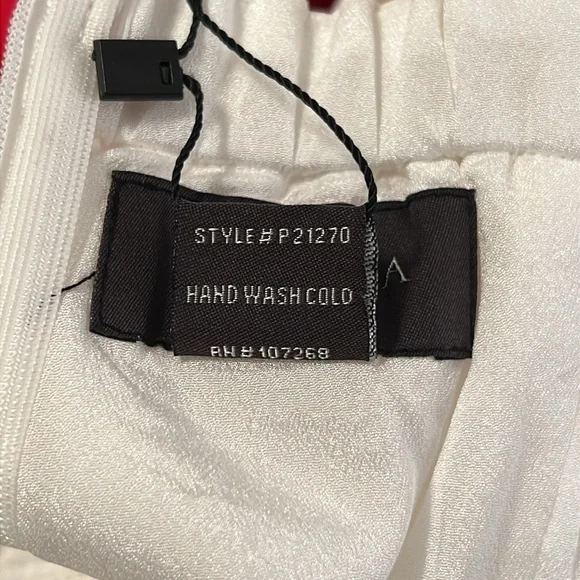 STYLE# P21270
HAND WASH COLD
A
RN # 107268